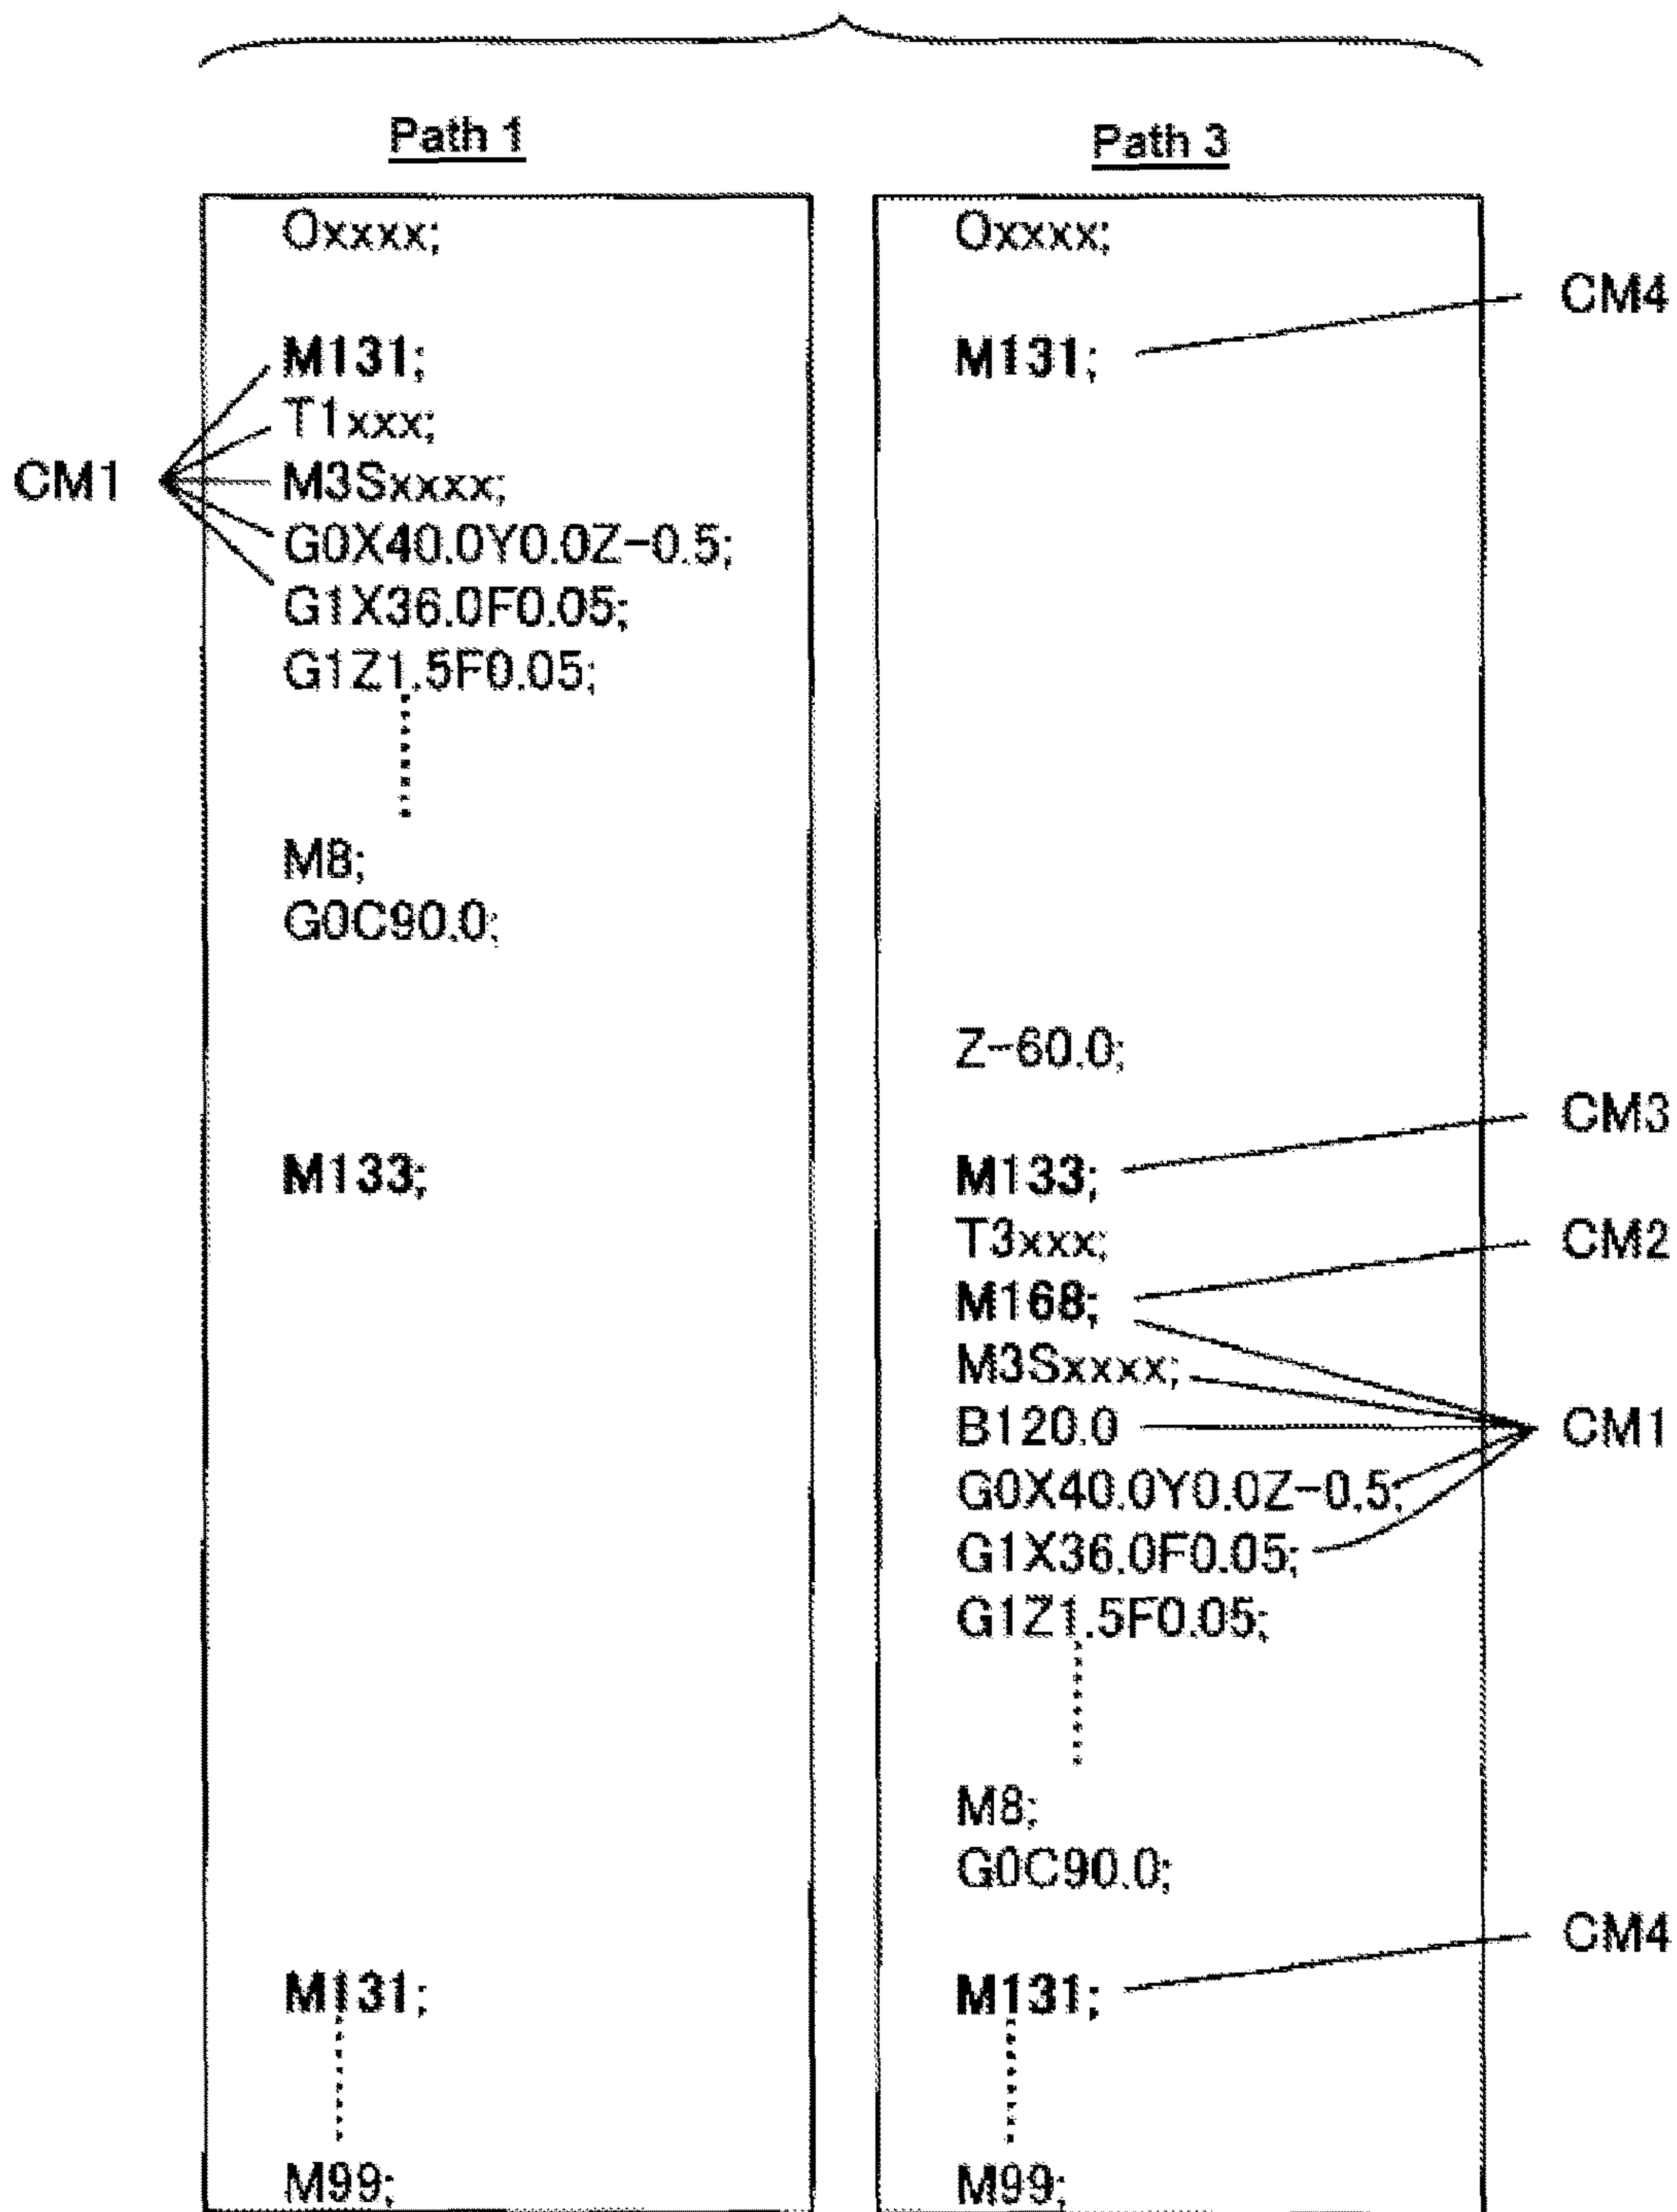 Path 1
Oxxxx;
M131;
T1xxx;
CM1
M3Sxxxx;
G0X40.0Y0.0Z-0.5;
G1X36.0F0.05;
G1Z1.5F0.05;
M8;
G0C90.0;
M133;
M131;
M99;
Path 3
Oxxxx;
CM4
M131;
Z-60.0;
CM3
M133;
T3xxx;
CM2
M168;
M3Sxxxx;
B120.0
CM1
G0X40.0Y0.0Z-0.5;
G1X36.0F0.05;
G1Z1.5F0.05;
M8;
G0C90.0;
CM4
M131;
M99;